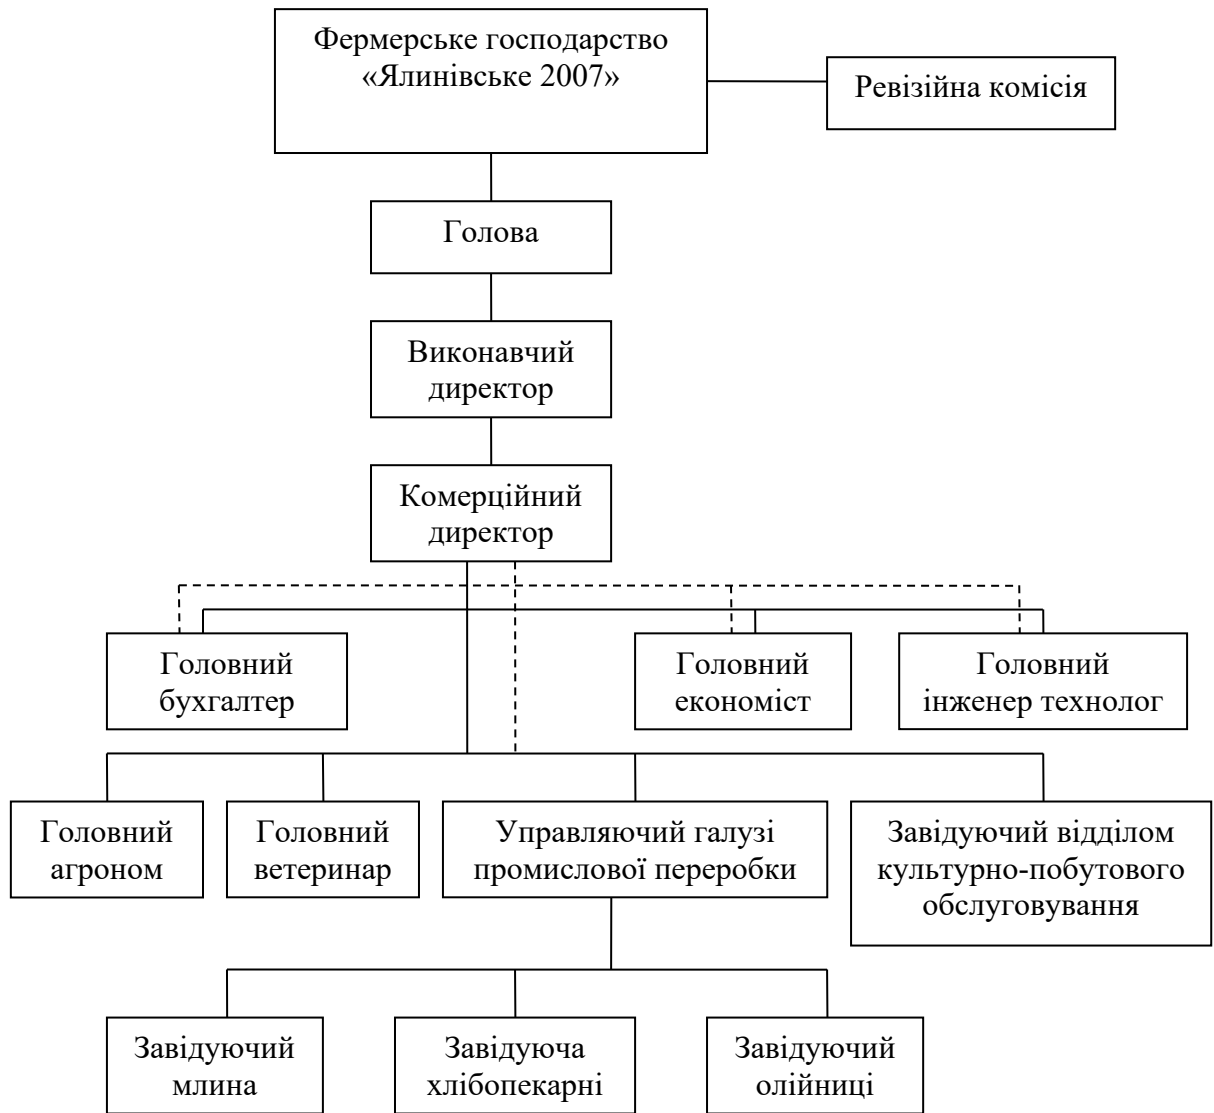 Фермерське господарство
«Ялинівське 2007»
Ревізійна комісія
Голова
Виконавчий
директор
Комерційний
директор
Головний
бухгалтер
Головний
економіст
Головний
інженер технолог
Головний
агроном
Головний
ветеринар
Управляючий галузі
промислової переробки
Завідуючий відділом
культурно-побутового
обслуговування
Завідуючий
млина
Завідуюча
хлібопекарні
Завідуючий
олійниці